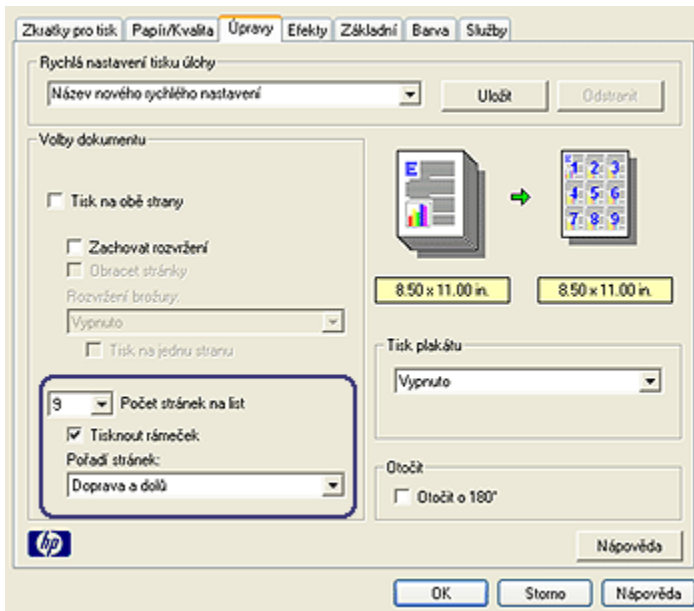 Zkratky pro tisk Papír/Kvalita Úpravy Efekty Základní Barva Služby
Rychlá nastavení tisku úlohy
Název nového rychlého nastavení Uložit Odstranit
Volby dokumentu
Tisk na obě strany
Zachovat rozvržení
Obracet stránky
Rozvržení brožury:
Vypnuto
Tisk na jednu stranu
9 Počet stránek na list
Tisknout rámeček
Pořadí stránek:
Doprava a dolů
E
E
1 2 3
4 5 6
7 8 9
8.50 x 11.00 in. 8.50 x 11.00 in.
Tisk plakátu
Vypnuto
Otočit
Otočit o 180°
hp Nápověda
OK Storno Nápověda